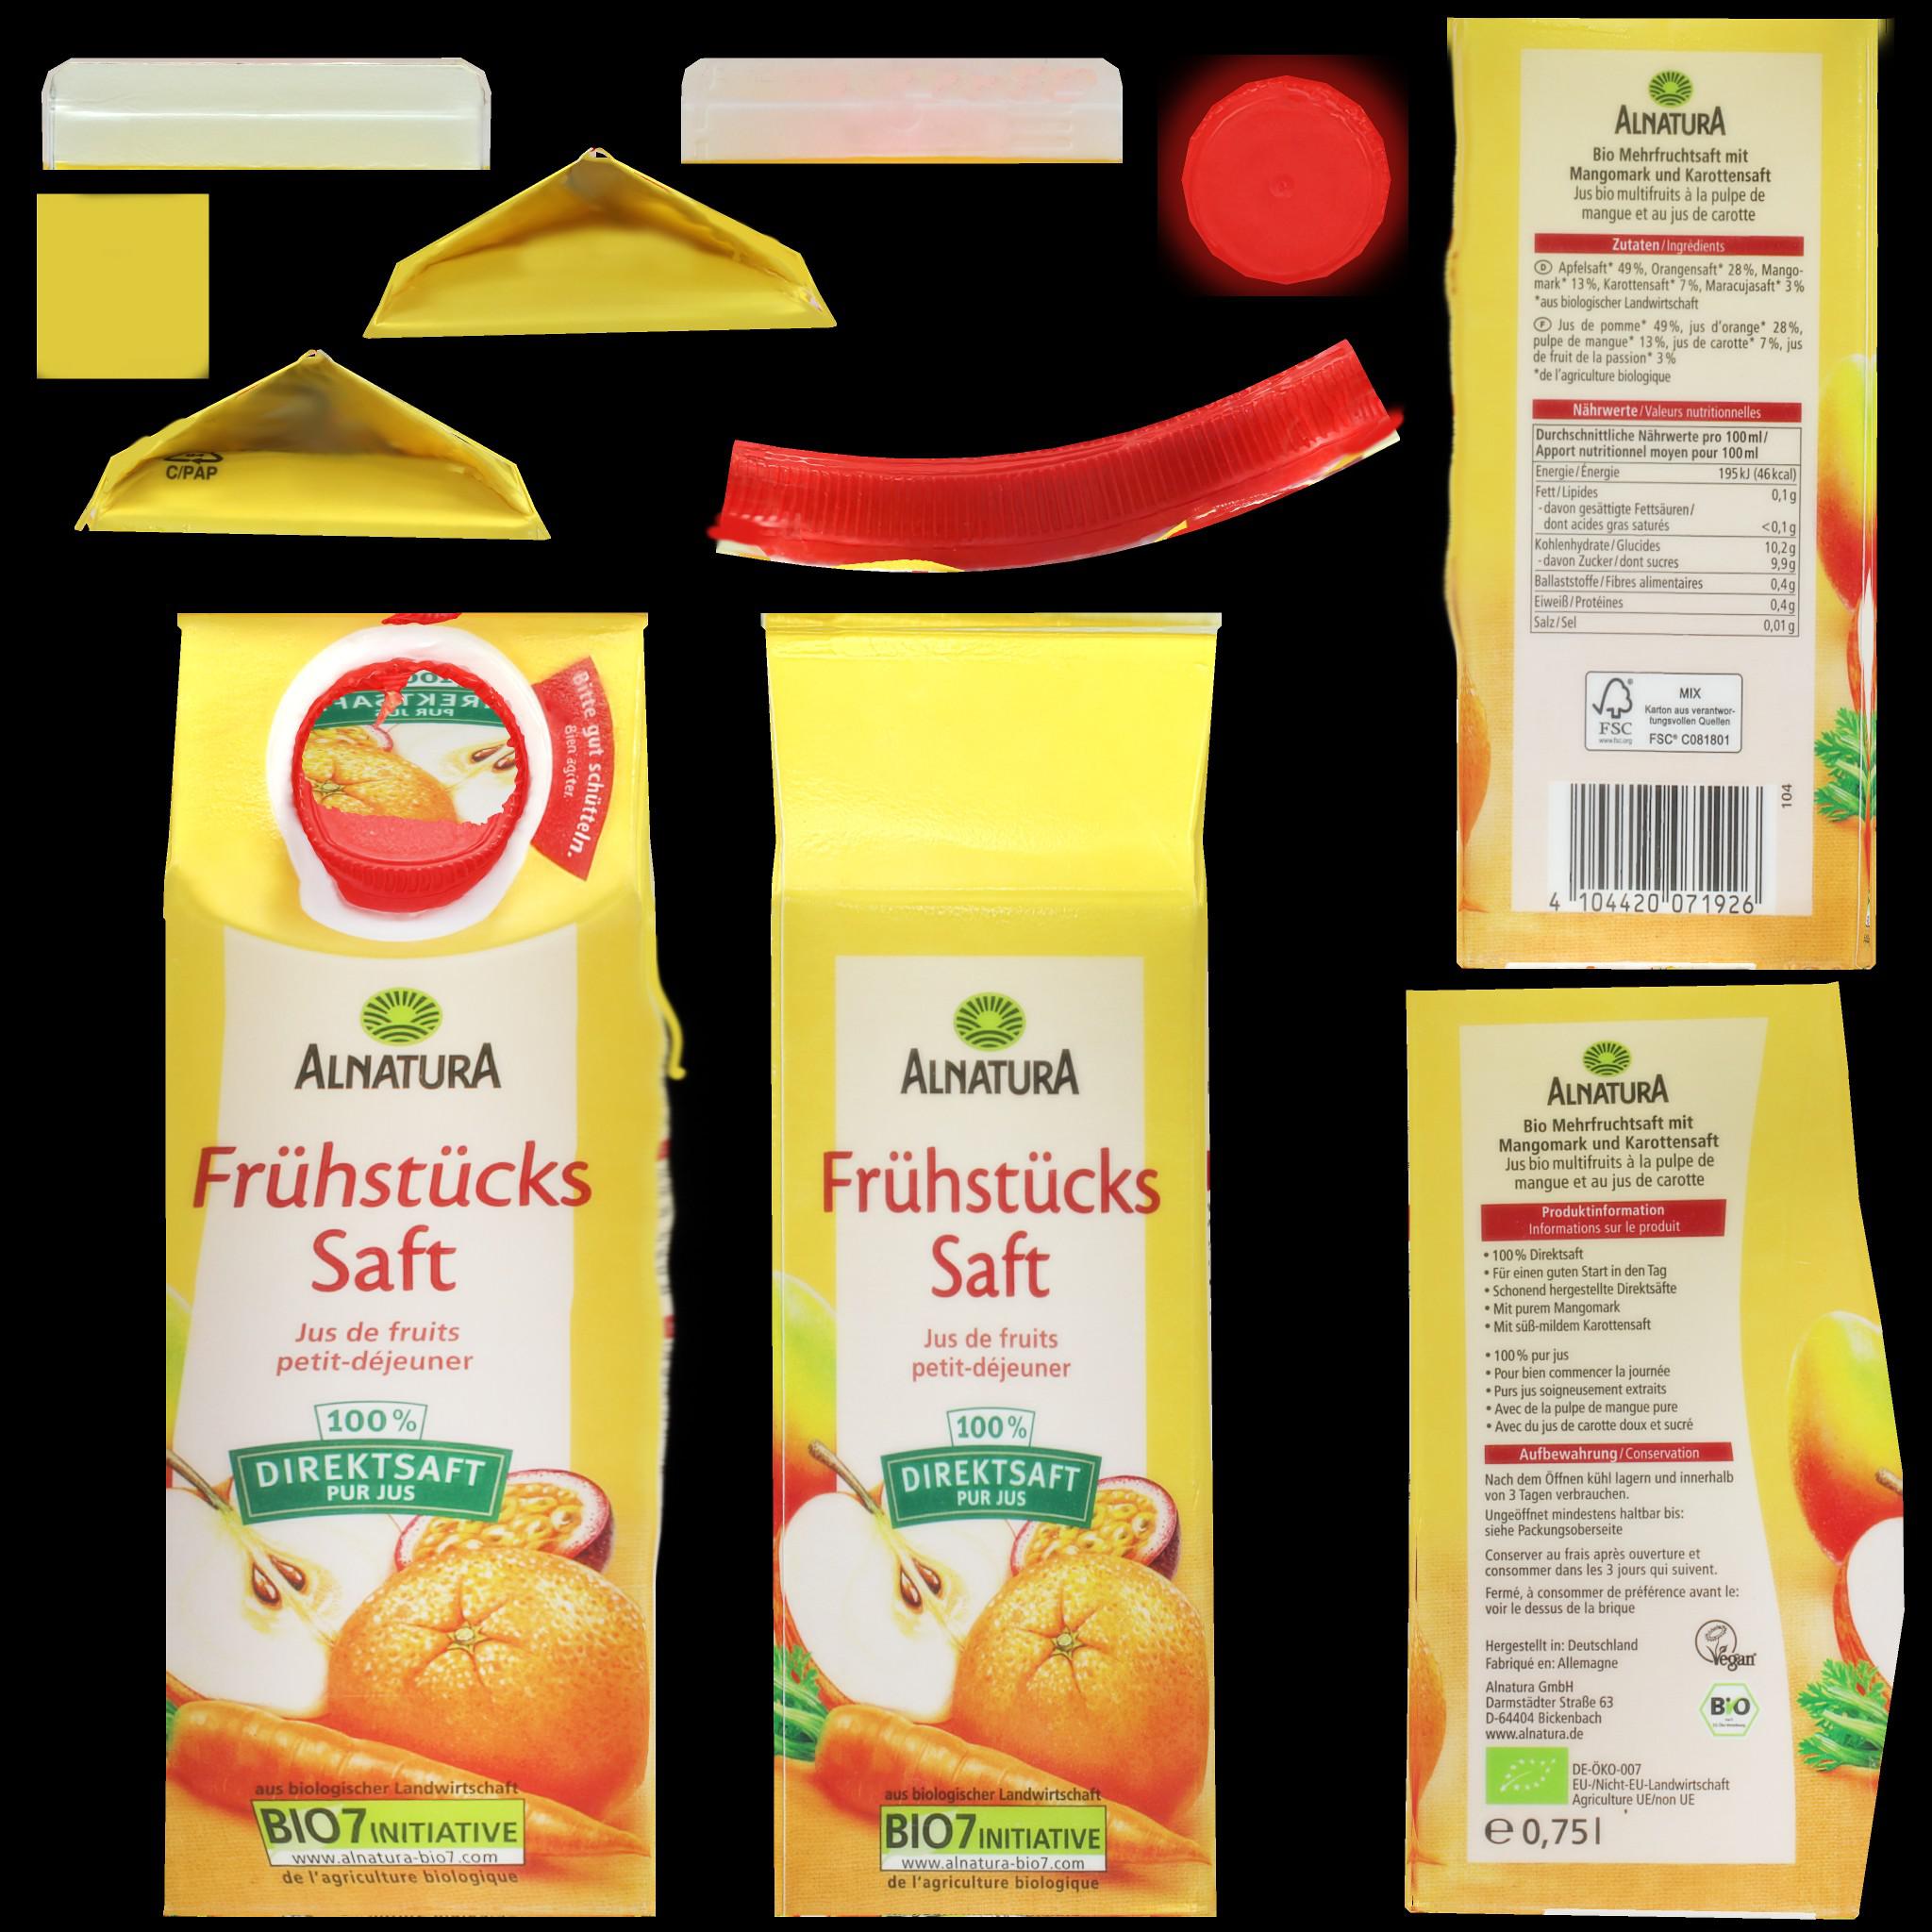 ALNATURA
Bio Mehrfruchtsaft mit
Mangomark und Karottensaft
Jus bio multifruits à la pulpe de
mangue et au jus de carotte
Zutaten/Ingrédients
D Apfelsaft* 49%, Orangensaft* 28%, Mango-
mark* 13%, Karottensaft* 7%, Maracujasaft* 3%
*aus biologischer Landwirtschaft
F Jus de pomme* 49%, jus d'orange* 28%,
pulpe de mangue* 13%, jus de carotte* 7%, jus
de fruit de la passion* 3%
*de l'agriculture biologique
Nährwerte/Valeurs nutritionnelles
Durchschnittliche Nährwerte pro 100ml/
Apport nutritionnel moyen pour 100ml
Energie/Énergie 195 kJ (46 kcal)
Fett/Lipides 0,1g
- davon gesättigte Fettsäuren/
dont acides gras saturés <0,1g
Kohlenhydrate/Glucides 10,2g
- davon Zucker/dont sucres 9,9g
Ballaststoffe/Fibres alimentaires 0,4g
Eiweiß/Protéines 0,4g
Salz/Sel 0,01g
FSC
www.fsc.org
MIX
Karton aus verantwor-
tungsvollen Quellen
FSC® C081801
104
4 104420 071926
C/PAP
Bitte gut schütteln.
Bien agiter.
DIREKTSAF
PUR JUS
ALNATURA
Frühstücks
Saft
Jus de fruits
petit-déjeuner
100%
DIREKTSAFT
PUR JUS
aus biologischer Landwirtschaft
BIO7 INITIATIVE
www.alnatura-bio7.com
de l'agriculture biologique
ALNATURA
Frühstücks
Saft
Jus de fruits
petit-déjeuner
100%
DIREKTSAFT
PUR JUS
aus biologischer Landwirtschaft
BIO7 INITIATIVE
www.alnatura-bio7.com
de l'agriculture biologique
ALNATURA
Bio Mehrfruchtsaft mit
Mangomark und Karottensaft
Jus bio multifruits à la pulpe de
mangue et au jus de carotte
Produktinformation
Informations sur le produit
• 100% Direktsaft
• Für einen guten Start in den Tag
• Schonend hergestellte Direktsäfte
• Mit purem Mangomark
• Mit süß-mildem Karottensaft
• 100% pur jus
• Pour bien commencer la journée
• Purs jus soigneusement extraits
• Avec de la pulpe de mangue pure
• Avec du jus de carotte doux et sucré
Aufbewahrung/Conservation
Nach dem Öffnen kühl lagern und innerhalb
von 3 Tagen verbrauchen.
Ungeöffnet mindestens haltbar bis:
siehe Packungsoberseite
Conserver au frais après ouverture et
consommer dans les 3 jours qui suivent.
Fermé, à consommer de préférence avant le:
voir le dessus de la brique
Hergestellt in: Deutschland
Fabriqué en: Allemagne
Vegan
Alnatura GmbH
Darmstädter Straße 63
D-64404 Bickenbach
www.alnatura.de
BIO
DE-ÖKO-007
EU-/Nicht-EU-Landwirtschaft
Agriculture UE/non UE
e 0,75l